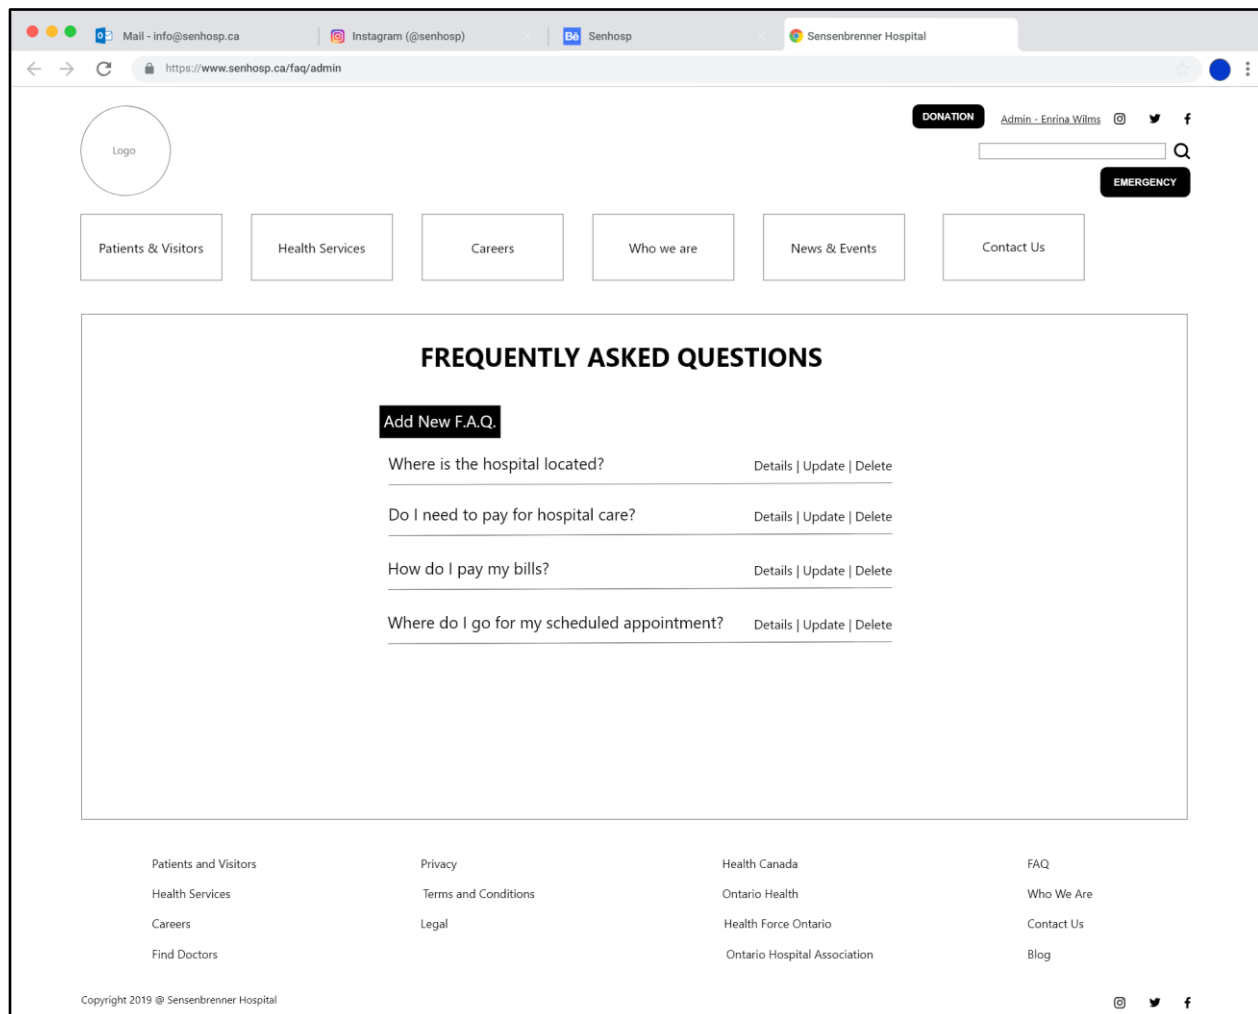 Mail - info@senhosp.ca
Instagram (@senhosp)
Bē Senhosp
Sensenbrenner Hospital
https://www.senhosp.ca/faq/admin
DONATION
Admin - Enrina Wilms
Logo
EMERGENCY
Patients & Visitors
Health Services
Careers
Who we are
News & Events
Contact Us
FREQUENTLY ASKED QUESTIONS
Add New F.A.Q.
Where is the hospital located? Details | Update | Delete
Do I need to pay for hospital care? Details | Update | Delete
How do I pay my bills? Details | Update | Delete
Where do I go for my scheduled appointment? Details | Update | Delete
Patients and Visitors
Health Services
Careers
Find Doctors
Privacy
Terms and Conditions
Legal
Health Canada
Ontario Health
Health Force Ontario
Ontario Hospital Association
FAQ
Who We Are
Contact Us
Blog
Copyright 2019 @ Sensenbrenner Hospital